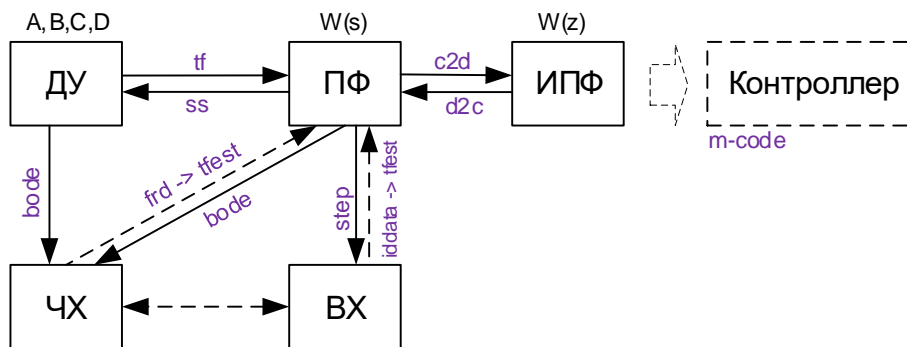 A,B,C,D
W(s)
W(z)
ДУ
tf
ss
ПФ
c2d
d2c
ИПФ
Контроллер
m-code
bode
frd -> tfest
bode
step
iddata -> tfest
ЧХ
ВХ